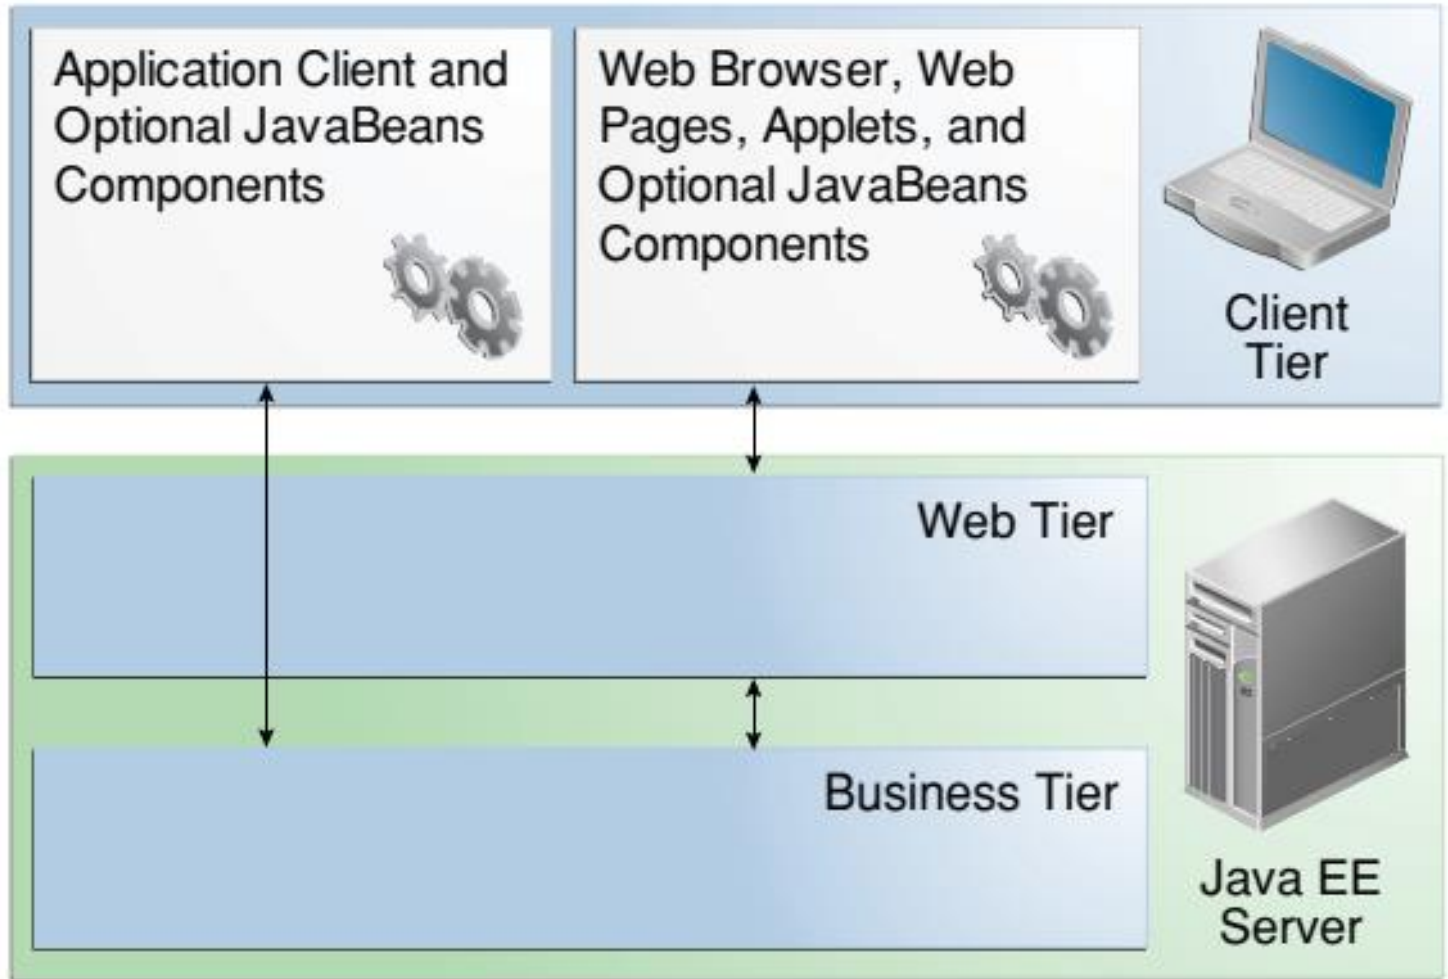 Application Client and
Optional JavaBeans
Components
Web Browser, Web
Pages, Applets, and
Optional JavaBeans
Components
Client
Tier
Web Tier
Business Tier
Java EE
Server